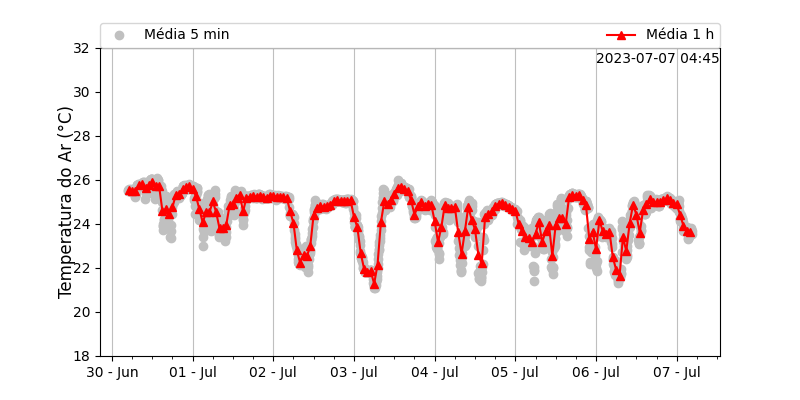 Média 5 min
Média 1 h
2023-07-07 04:45
Temperatura do Ar (°C)
32
30
28
26
24
22
20
18
30 - Jun
01 - Jul
02 - Jul
03 - Jul
04 - Jul
05 - Jul
06 - Jul
07 - Jul